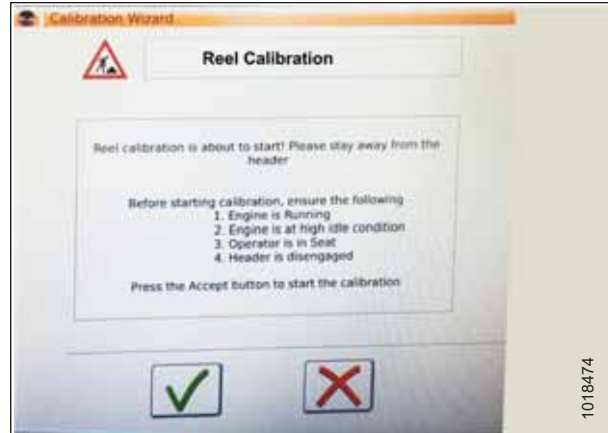 Calibration Wizard
Reel Calibration
Reel calibration is about to start! Please stay away from the
header
Before starting calibration, ensure the following
1. Engine is Running
2. Engine is at high idle condition
3. Operator is in Seat
4. Header is disengaged
Press the Accept button to start the calibration
1018474